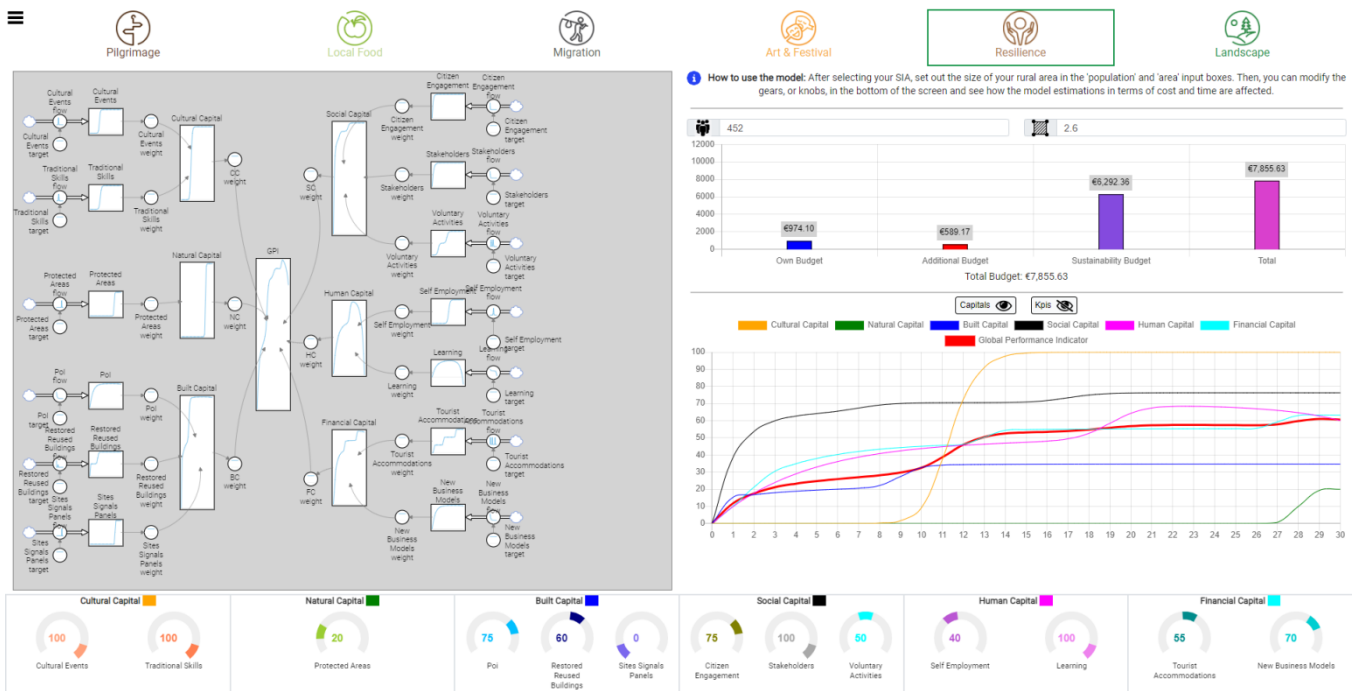 Pilgrimage
Local Food
Migration
Art & Festival
Resilience
Landscape
How to use the model: After selecting your SIA, set out the size of your rural area in the 'population' and 'area' input boxes. Then, you can modify the
gears, or knobs, in the bottom of the screen and see how the model estimations in terms of cost and time are affected.
452
2.6
Cultural
Events
flow
Cultural
Events
Cultural
Events
target
Cultural
Events
weight
Cultural Capital
Traditional
Skills
flow
Traditional
Skills
Traditional
Skills
target
Traditional
Skills
weight
CC
weight
Protected
Areas
flow
Protected
Areas
Protected
Areas
target
Protected
Areas
weight
Natural Capital
NC
weight
GPI
PoI
flow
PoI
PoI
target
PoI
weight
Built Capital
Restored
Reused
Buildings
flow
Restored
Reused
Buildings
Restored
Reused
Buildings
target
Restored
Reused
Buildings
weight
BC
weight
Sites
Signals
Panels
flow
Sites
Signals
Panels
Sites
Signals
Panels
target
Sites
Signals
Panels
weight
Social Capital
SC
weight
Citizen
Engagement
weight
Citizen
Engagement
Citizen
Engagement
flow
Citizen
Engagement
target
Stakeholders
weight
Stakeholders
Stakeholders
flow
Stakeholders
target
Voluntary
Activities
weight
Voluntary
Activities
Voluntary
Activities
flow
Voluntary
Activities
target
Human Capital
HC
weight
Self Employment
weight
Self Employment
Self Employment
flow
Self Employment
target
Learning
weight
Learning
Learning
flow
Learning
target
Financial Capital
FC
weight
Tourist
Accommodations
weight
Tourist
Accommodations
Tourist
Accommodations
flow
Tourist
Accommodations
target
New
Business
Models
weight
New
Business
Models
New
Business
Models
flow
New
Business
Models
target
12000
10000
8000
6000
4000
2000
0
€974.10
€589.17
€6,292.36
€7,855.63
Own Budget
Additional Budget
Sustainability Budget
Total
Total Budget: €7,855.63
Capitals
Kpis
Cultural Capital
Natural Capital
Built Capital
Social Capital
Human Capital
Financial Capital
Global Performance Indicator
100
90
80
70
60
50
40
30
20
10
0
0 1 2 3 4 5 6 7 8 9 10 11 12 13 14 15 16 17 18 19 20 21 22 23 24 25 26 27 28 29 30
Cultural Capital
100
Cultural Events
100
Traditional Skills
Natural Capital
20
Protected Areas
Built Capital
75
Poi
60
Restored
Reused
Buildings
0
Sites Signals
Panels
Social Capital
75
Citizen
Engagement
100
Stakeholders
50
Voluntary
Activities
Human Capital
40
Self Employment
100
Learning
Financial Capital
55
Tourist
Accommodations
70
New Business Models